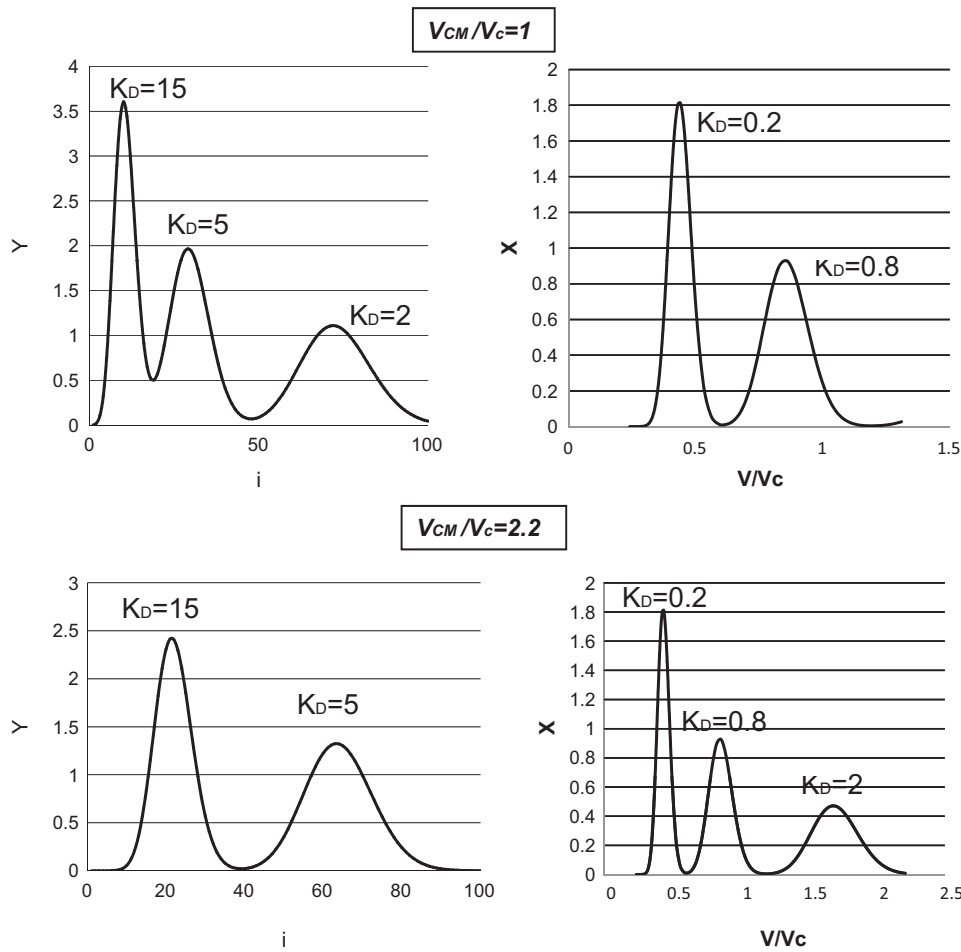 VCM/Vc=1
4
3.5
3
2.5
2
1.5
1
0.5
0
Y
KD=15
KD=5
KD=2
0 50 100
i
2
1.8
1.6
1.4
1.2
1
0.8
0.6
0.4
0.2
0
X
KD=0.2
KD=0.8
0 0.5 1 1.5
V/Vc
VCM/Vc=2.2
3
2.5
2
1.5
1
0.5
0
Y
KD=15
KD=5
0 20 40 60 80 100
i
2
1.8
1.6
1.4
1.2
1
0.8
0.6
0.4
0.2
0
X
KD=0.2
KD=0.8
KD=2
0 0.5 1 1.5 2 2.5
V/Vc